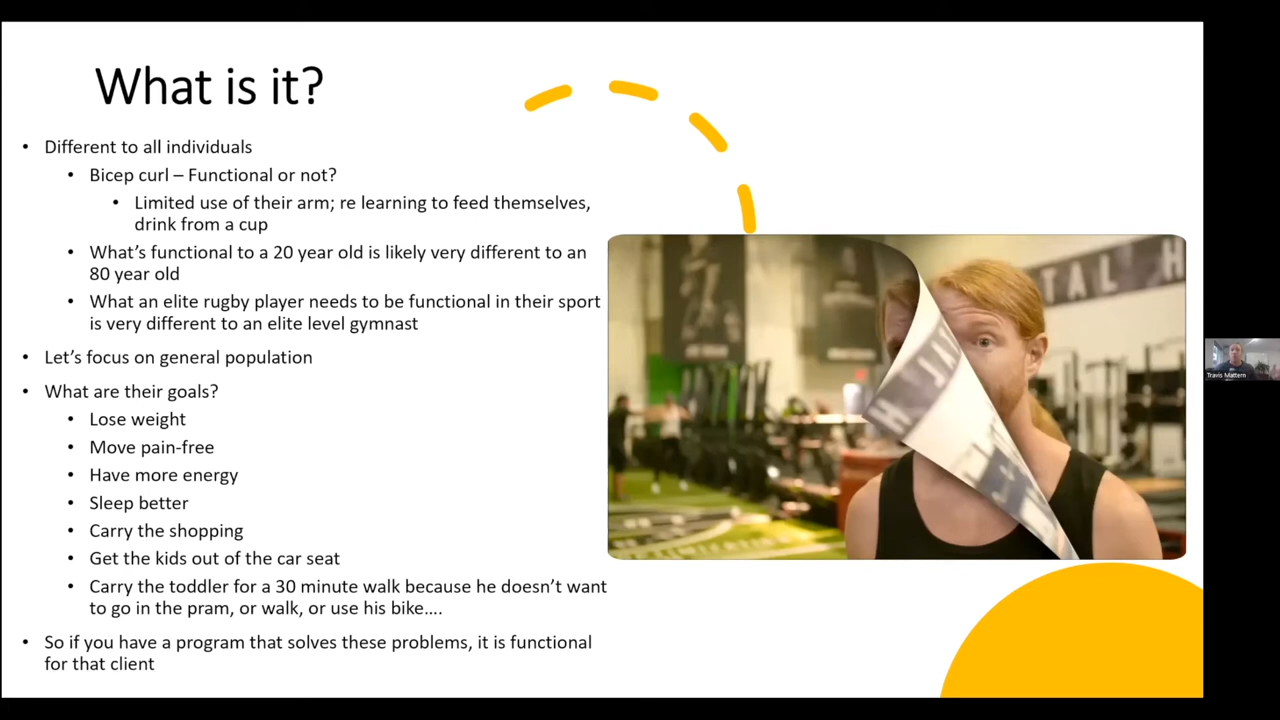 What is it?
• Different to all individuals
• Bicep curl – Functional or not?
• Limited use of their arm; re learning to feed themselves,
drink from a cup
• What's functional to a 20 year old is likely very different to an
80 year old
• What an elite rugby player needs to be functional in their sport
is very different to an elite level gymnast
• Let's focus on general population
• What are their goals?
• Lose weight
• Move pain-free
• Have more energy
• Sleep better
• Carry the shopping
• Get the kids out of the car seat
• Carry the toddler for a 30 minute walk because he doesn't want
to go in the pram, or walk, or use his bike....
• So if you have a program that solves these problems, it is functional
for that client
TAL H
Travis Mattern